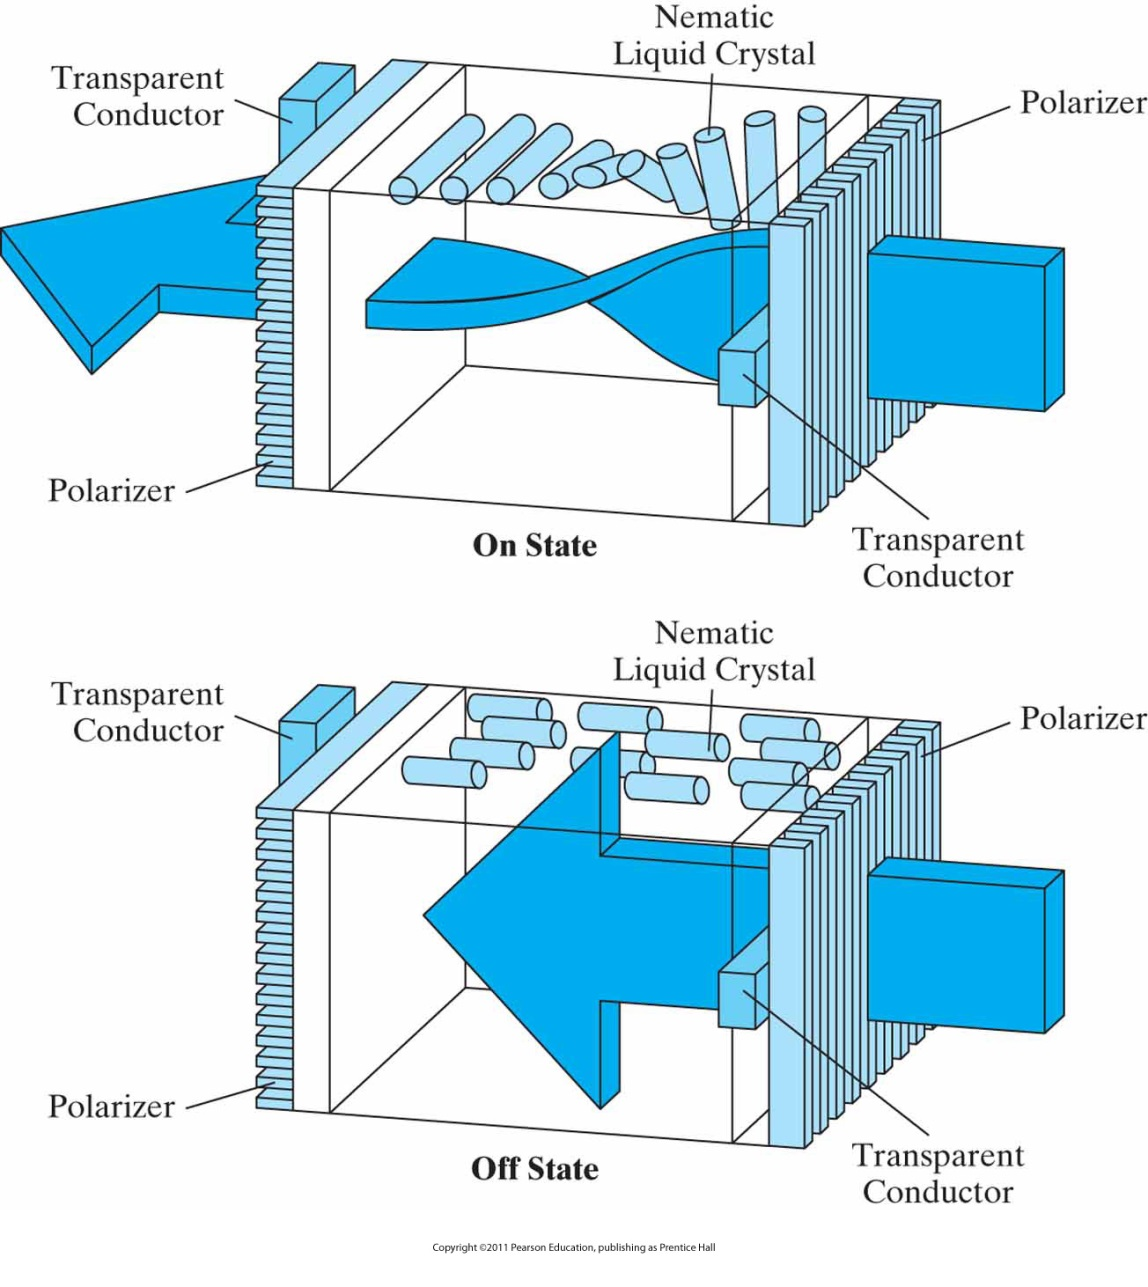 Nematic
Liquid Crystal
Transparent
Conductor
Polarizer
Polarizer
On State
Transparent
Conductor
Nematic
Liquid Crystal
Transparent
Conductor
Polarizer
Polarizer
Off State
Transparent
Conductor
Copyright ©2011 Pearson Education, publishing as Prentice Hall